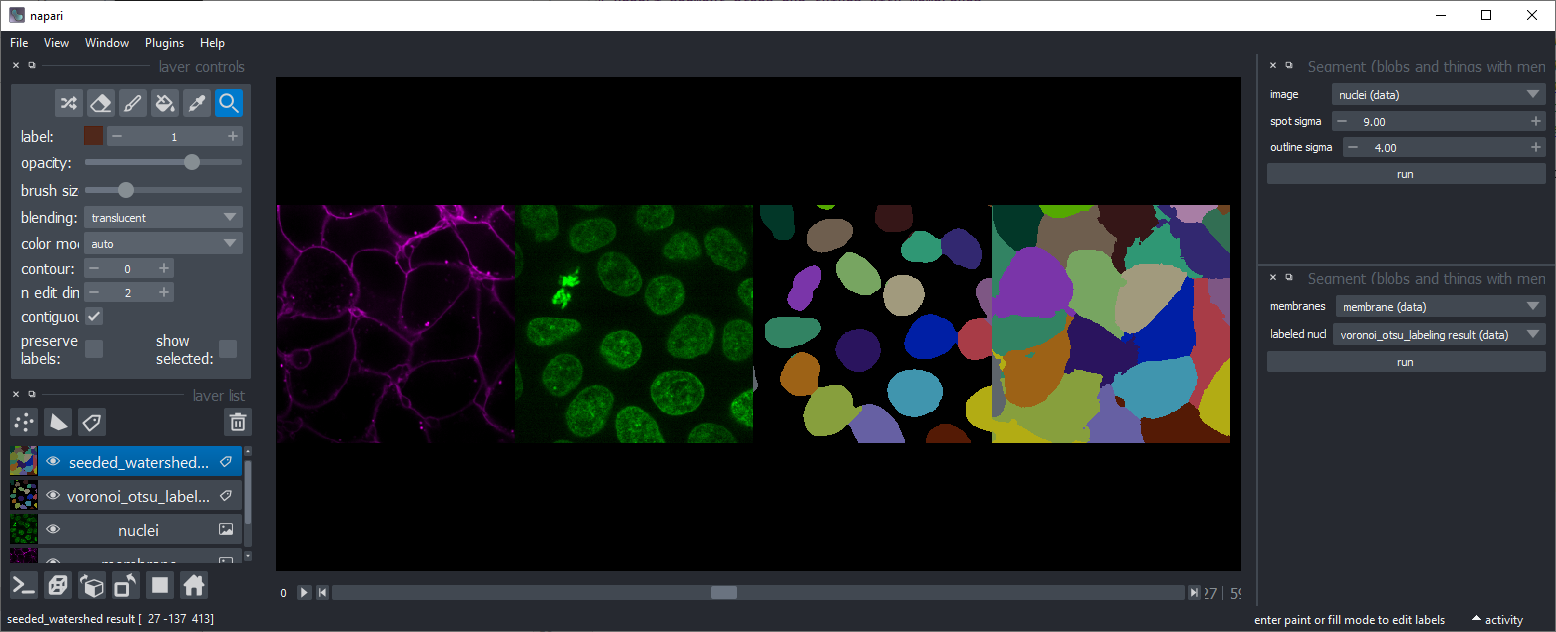 napari
File View Window Plugins Help
layer controls
label: 1
opacity:
brush siz
blending: translucent
color mo auto
contour: 0
n edit din 2
contiguou
preserve labels: show selected:
layer list
seeded_watershed...
voronoi_otsu_label...
nuclei
membrane
0 27 | 59
seeded_watershed result [ 27 -137 413]
Segment (blobs and things with mem
image nuclei (data)
spot sigma 9.00
outline sigma 4.00
run
Segment (blobs and things with mem
membranes membrane (data)
labeled nucl voronoi_otsu_labeling result (data)
run
enter paint or fill mode to edit labels activity